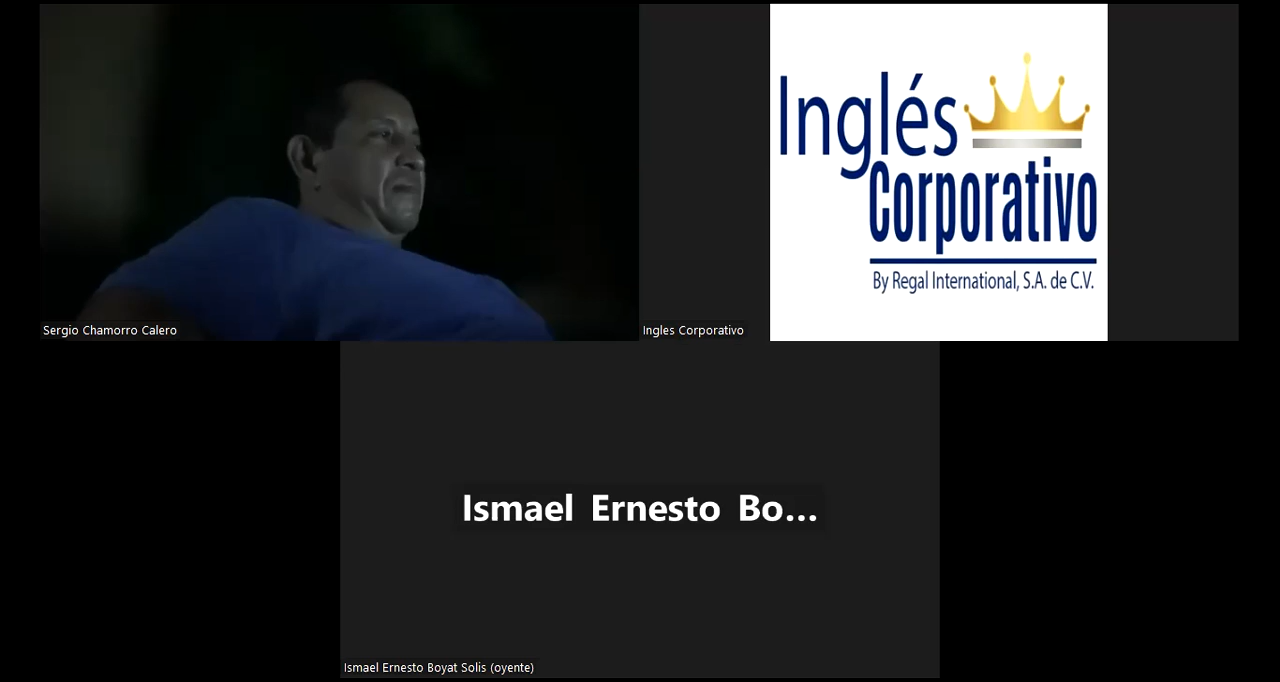 Inglés
Corporativo
By Regal International, S.A. de C.V.
Sergio Chamorro Calero
Ingles Corporativo
Ismael Ernesto Bo...
Ismael Ernesto Boyat Solis (oyente)